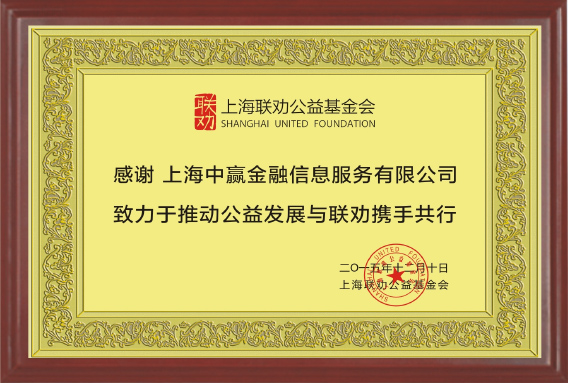 联劝
上海联劝公益基金会
SHANGHAI UNITED FOUNDATION
感谢 上海中赢金融信息服务有限公司
致力于推动公益发展与联劝携手共行
二〇一五年十二月十日
上海联劝公益基金会
SHANGHAI UNITED FOUNDATION